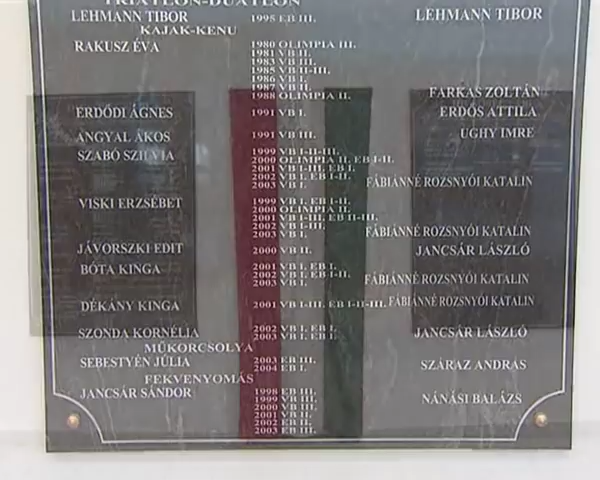 TRIATLON-DUATLON
LEHMANN TIBOR 1995 EB III. LEHMANN TIBOR
KAJAK-KENU
RAKUSZ ÉVA 1980 OLIMPIA III.
1981 VB II.
1983 VB III.
1985 VB II-III.
1986 VB I.
1987 VB II.
1988 OLIMPIA II. FARKAS ZOLTÁN
ERDŐDI ÁGNES 1991 VB I. ERDŐS ATTILA
ANGYAL ÁKOS 1991 VB III. ÜGHY IMRE
SZABÓ SZILVIA 1999 VB I-II-III.
2000 OLIMPIA II. EB I-II.
2001 VB I-III. EB I.
2002 VB I. EB I-II.
2003 VB I. FÁBIÁNNÉ ROZSNYÓI KATALIN
VISKI ERZSÉBET 1999 VB I. EB I-II.
2000 OLIMPIA II.
2001 VB I-III. EB II-III.
2002 VB I-III.
2003 VB I. FÁBIÁNNÉ ROZSNYÓI KATALIN
JÁVORSZKI EDIT 2000 VB II. JANCSÁR LÁSZLÓ
BÓTA KINGA 2001 VB I. EB I.
2002 VB I. EB I-II.
2003 VB I. FÁBIÁNNÉ ROZSNYÓI KATALIN
DÉKÁNY KINGA 2001 VB I-III. EB I-II-III. FÁBIÁNNÉ ROZSNYÓI KATALIN
SZONDA KORNÉLIA 2002 VB I. EB I.
2003 VB I. EB I. JANCSÁR LÁSZLÓ
MŰKORCSOLYA
SEBESTYÉN JÚLIA 2003 EB III.
2004 EB I. SZÁRAZ ANDRÁS
FEKVENYOMÁS
JANCSÁR SÁNDOR 1998 EB III. NÁNÁSI BALÁZS
1999 VB III.
2000 VB III.
2001 VB II.
2002 EB II.
2003 EB III.